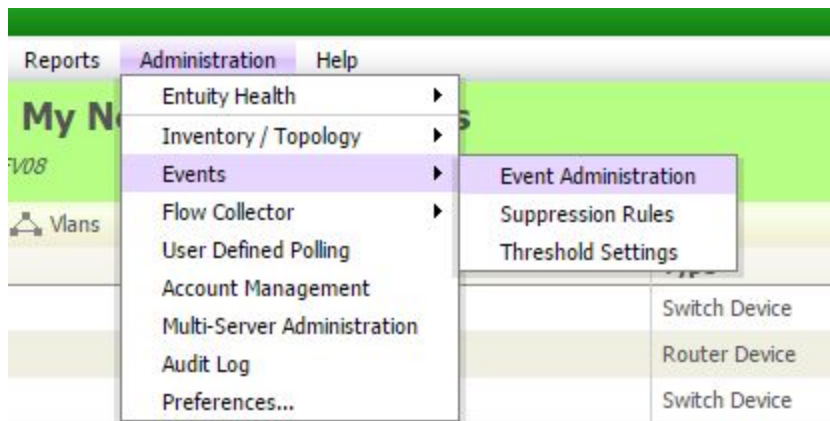 Reports Administration Help
My N
s
V08
Vlans
Entuity Health
Inventory / Topology
Events
Flow Collector
User Defined Polling
Account Management
Multi-Server Administration
Audit Log
Preferences...
Event Administration
Suppression Rules
Threshold Settings
Switch Device
Router Device
Switch Device